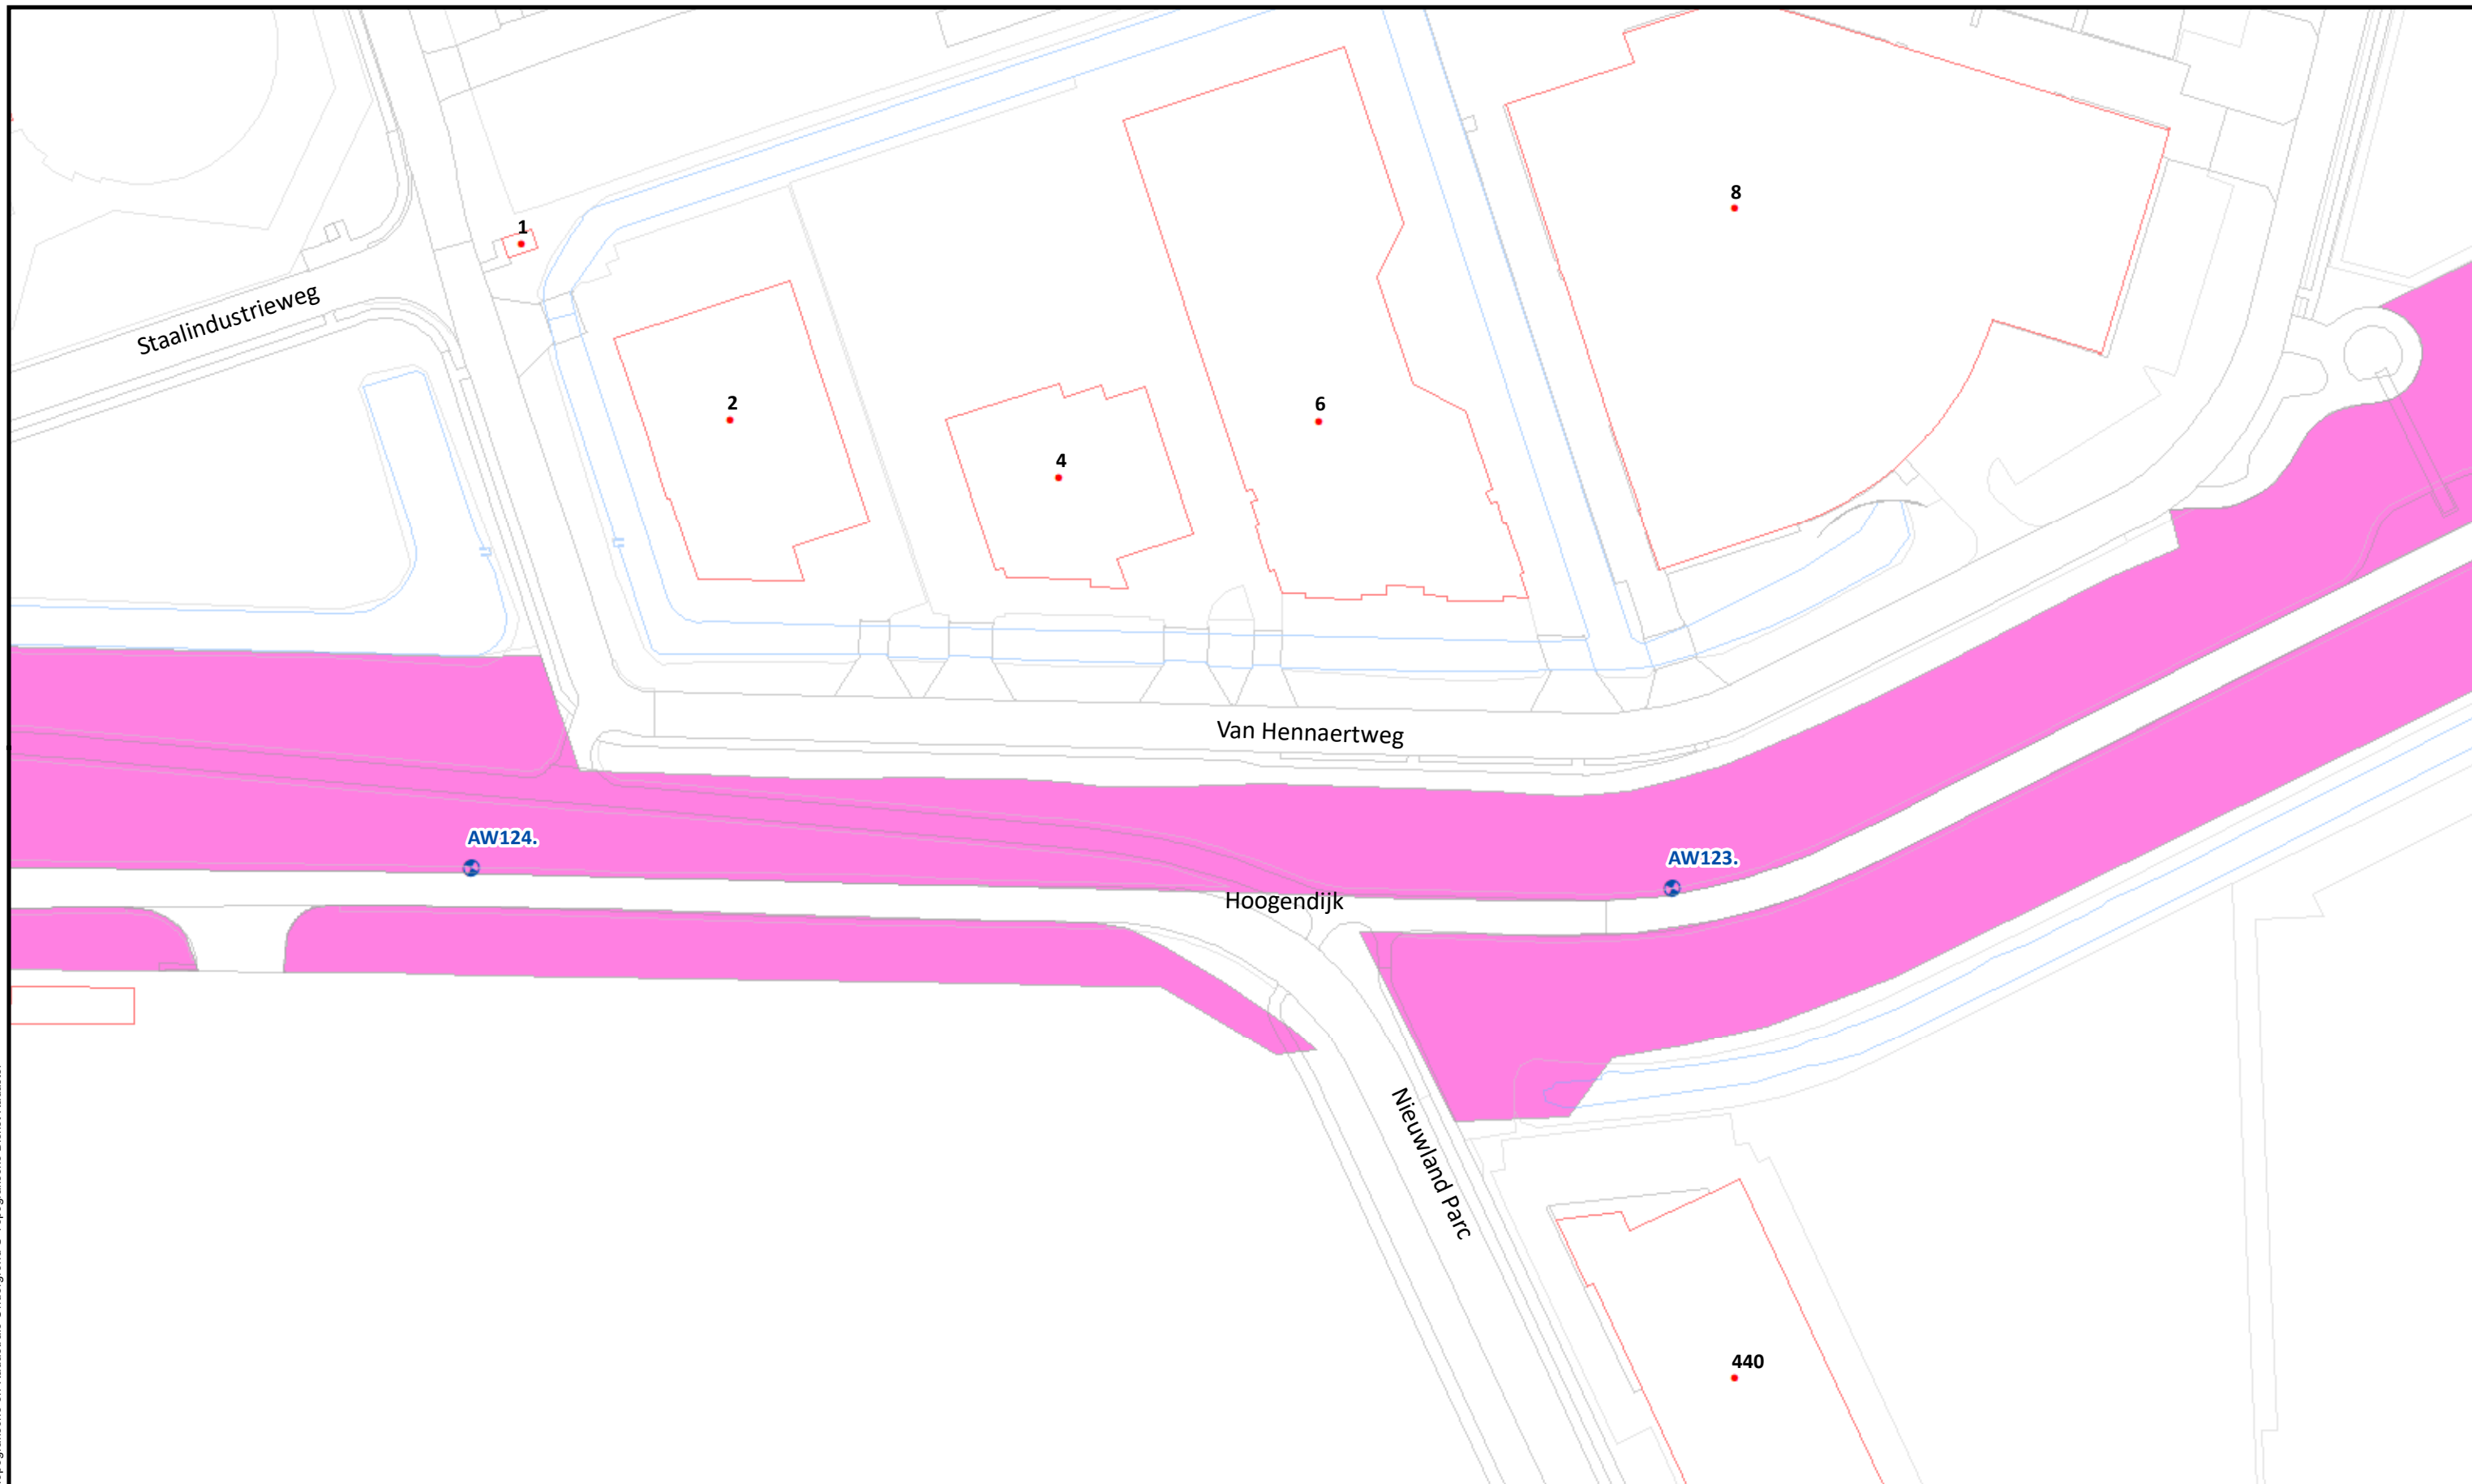 8
1
Staalindustrieweg
2
6
4
Van Hennaertweg
AW124.
AW123.
Hoogendijk
Nieuwland Parc
440